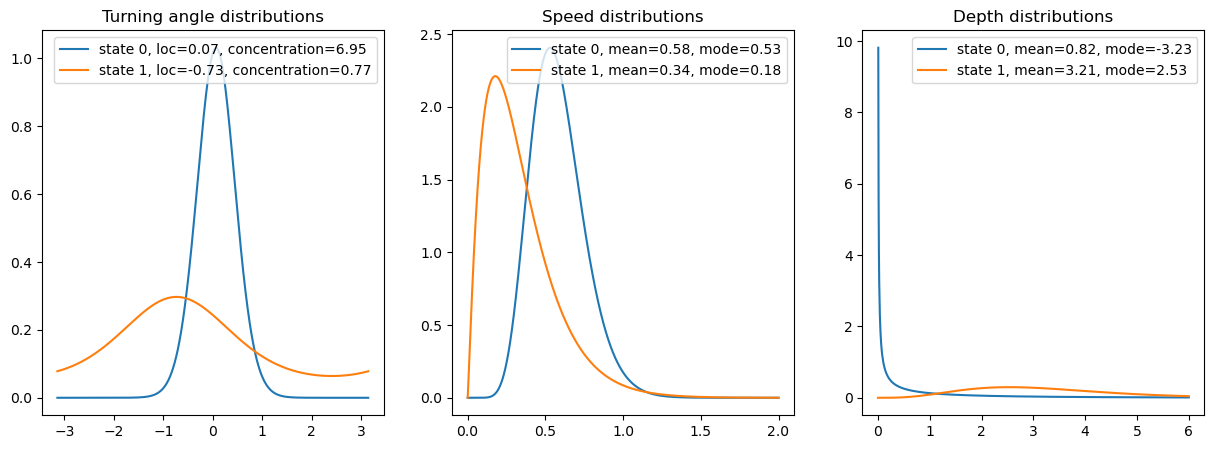 Turning angle distributions
state 0, loc=0.07, concentration=6.95
state 1, loc=-0.73, concentration=0.77
1.0
0.8
0.6
0.4
0.2
0.0
−3 −2 −1 0 1 2 3
Speed distributions
state 0, mean=0.58, mode=0.53
state 1, mean=0.34, mode=0.18
2.5
2.0
1.5
1.0
0.5
0.0
0.0 0.5 1.0 1.5 2.0
Depth distributions
state 0, mean=0.82, mode=-3.23
state 1, mean=3.21, mode=2.53
10
8
6
4
2
0
0 1 2 3 4 5 6